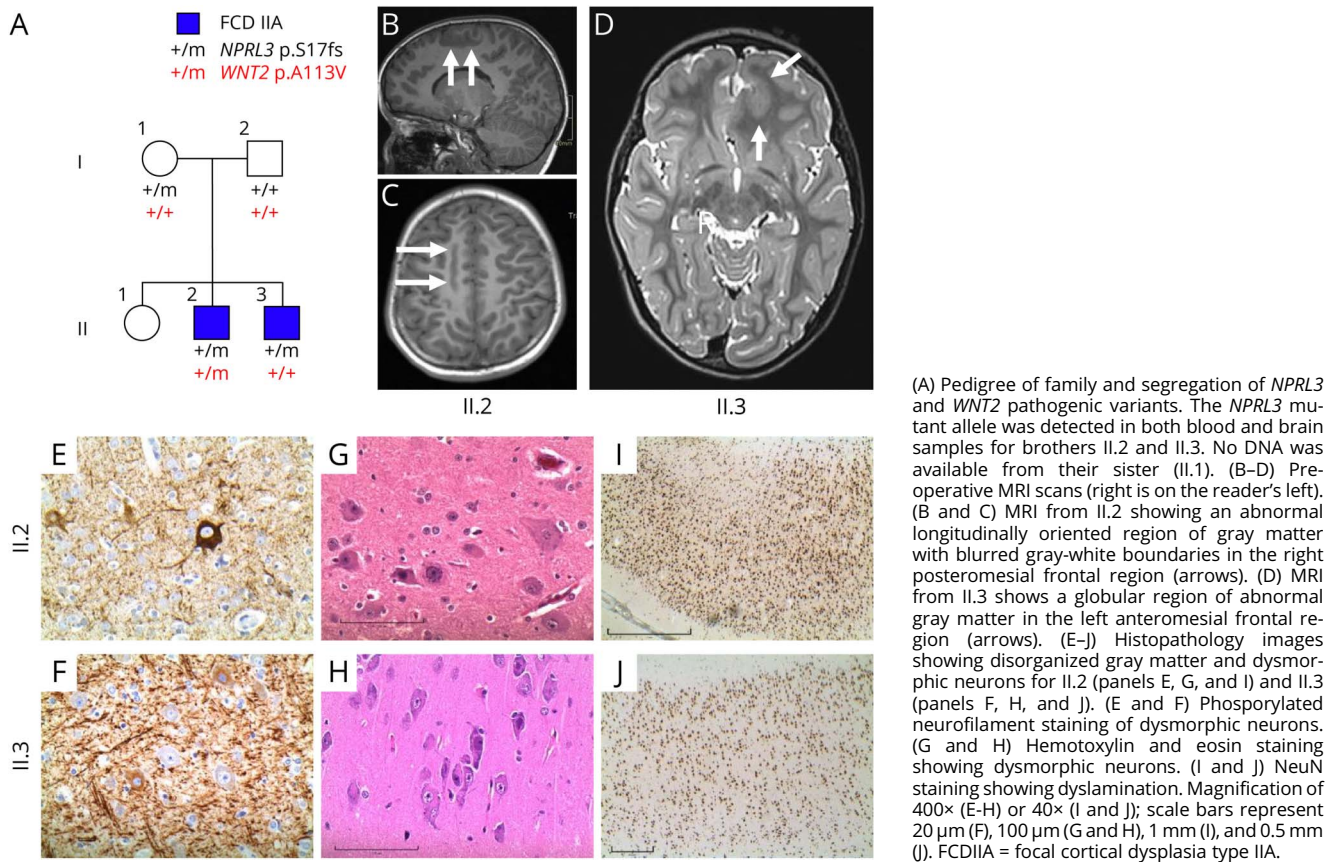 A
FCD IIA
+/m NPRL3 p.S17fs
+/m WNT2 p.A113V
1
2
I
+/m
+/+
+/+
+/+
1
2
3
II
+/m
+/m
+/m
+/+
B
C
D
R
II.2
II.3
E
G
I
II.2
F
H
J
II.3
(A) Pedigree of family and segregation of NPRL3
and WNT2 pathogenic variants. The NPRL3 mu-
tant allele was detected in both blood and brain
samples for brothers II.2 and II.3. No DNA was
available from their sister (II.1). (B–D) Pre-
operative MRI scans (right is on the reader's left).
(B and C) MRI from II.2 showing an abnormal
longitudinally oriented region of gray matter
with blurred gray-white boundaries in the right
posteromesial frontal region (arrows). (D) MRI
from II.3 shows a globular region of abnormal
gray matter in the left anteromesial frontal re-
gion (arrows). (E–J) Histopathology images
showing disorganized gray matter and dysmor-
phic neurons for II.2 (panels E, G, and I) and II.3
(panels F, H, and J). (E and F) Phosporylated
neurofilament staining of dysmorphic neurons.
(G and H) Hemotoxylin and eosin staining
showing dysmorphic neurons. (I and J) NeuN
staining showing dyslamination. Magnification of
400× (E-H) or 40× (I and J); scale bars represent
20 μm (F), 100 μm (G and H), 1 mm (I), and 0.5 mm
(J). FCDIIA = focal cortical dysplasia type IIA.